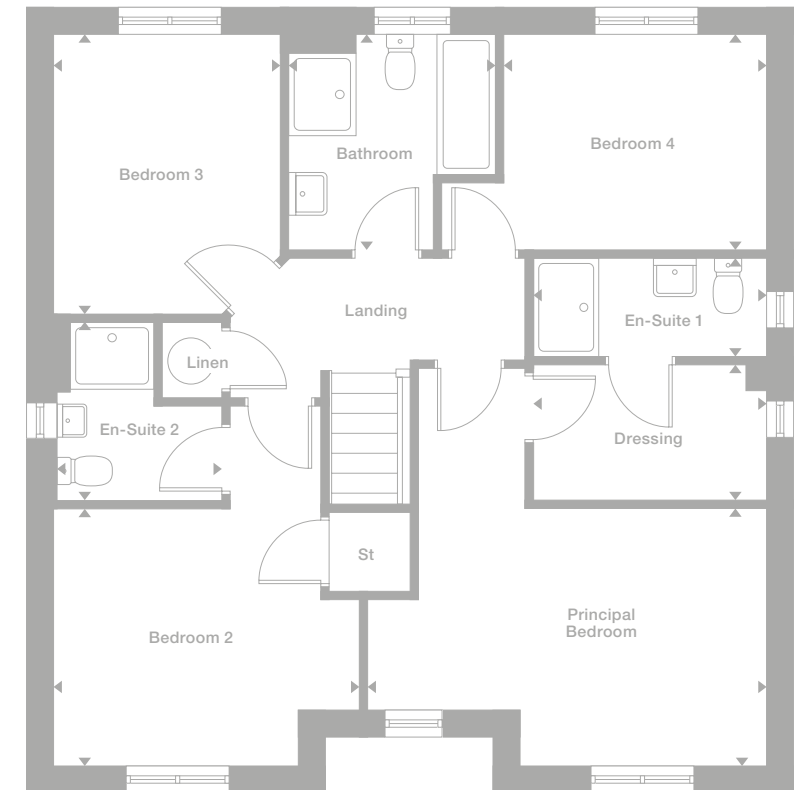 Bathroom
Bedroom 4
Bedroom 3
Landing
En-Suite 1
Linen
En-Suite 2
Dressing
St
Principal
Bedroom
Bedroom 2